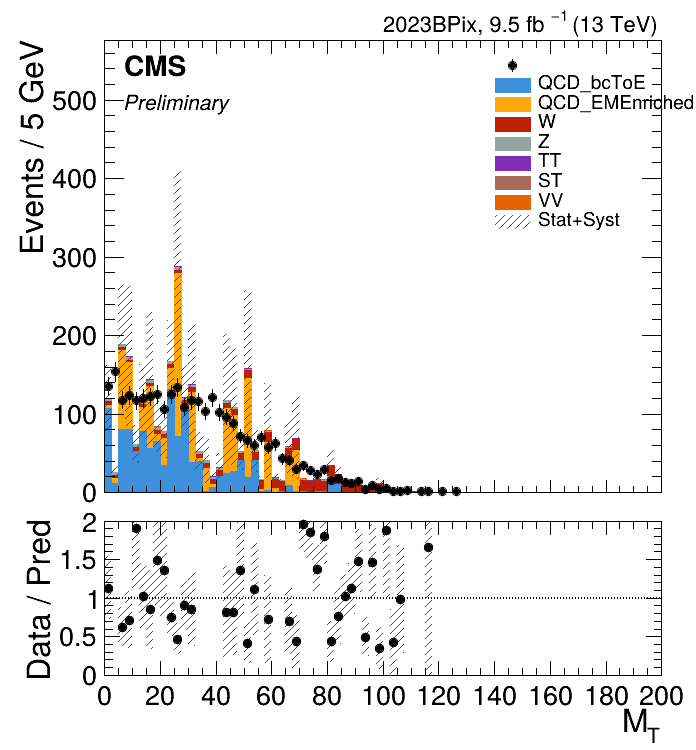 2023BPix, 9.5 fb⁻¹ (13 TeV)
CMS
Preliminary
QCD_bcToE
QCD_EMEnriched
W
Z
TT
ST
VV
Stat+Syst
Events / 5 GeV
500
400
300
200
100
0
Data / Pred
2
1.5
1
0.5
0
0 20 40 60 80 100 120 140 160 180 200
M_T